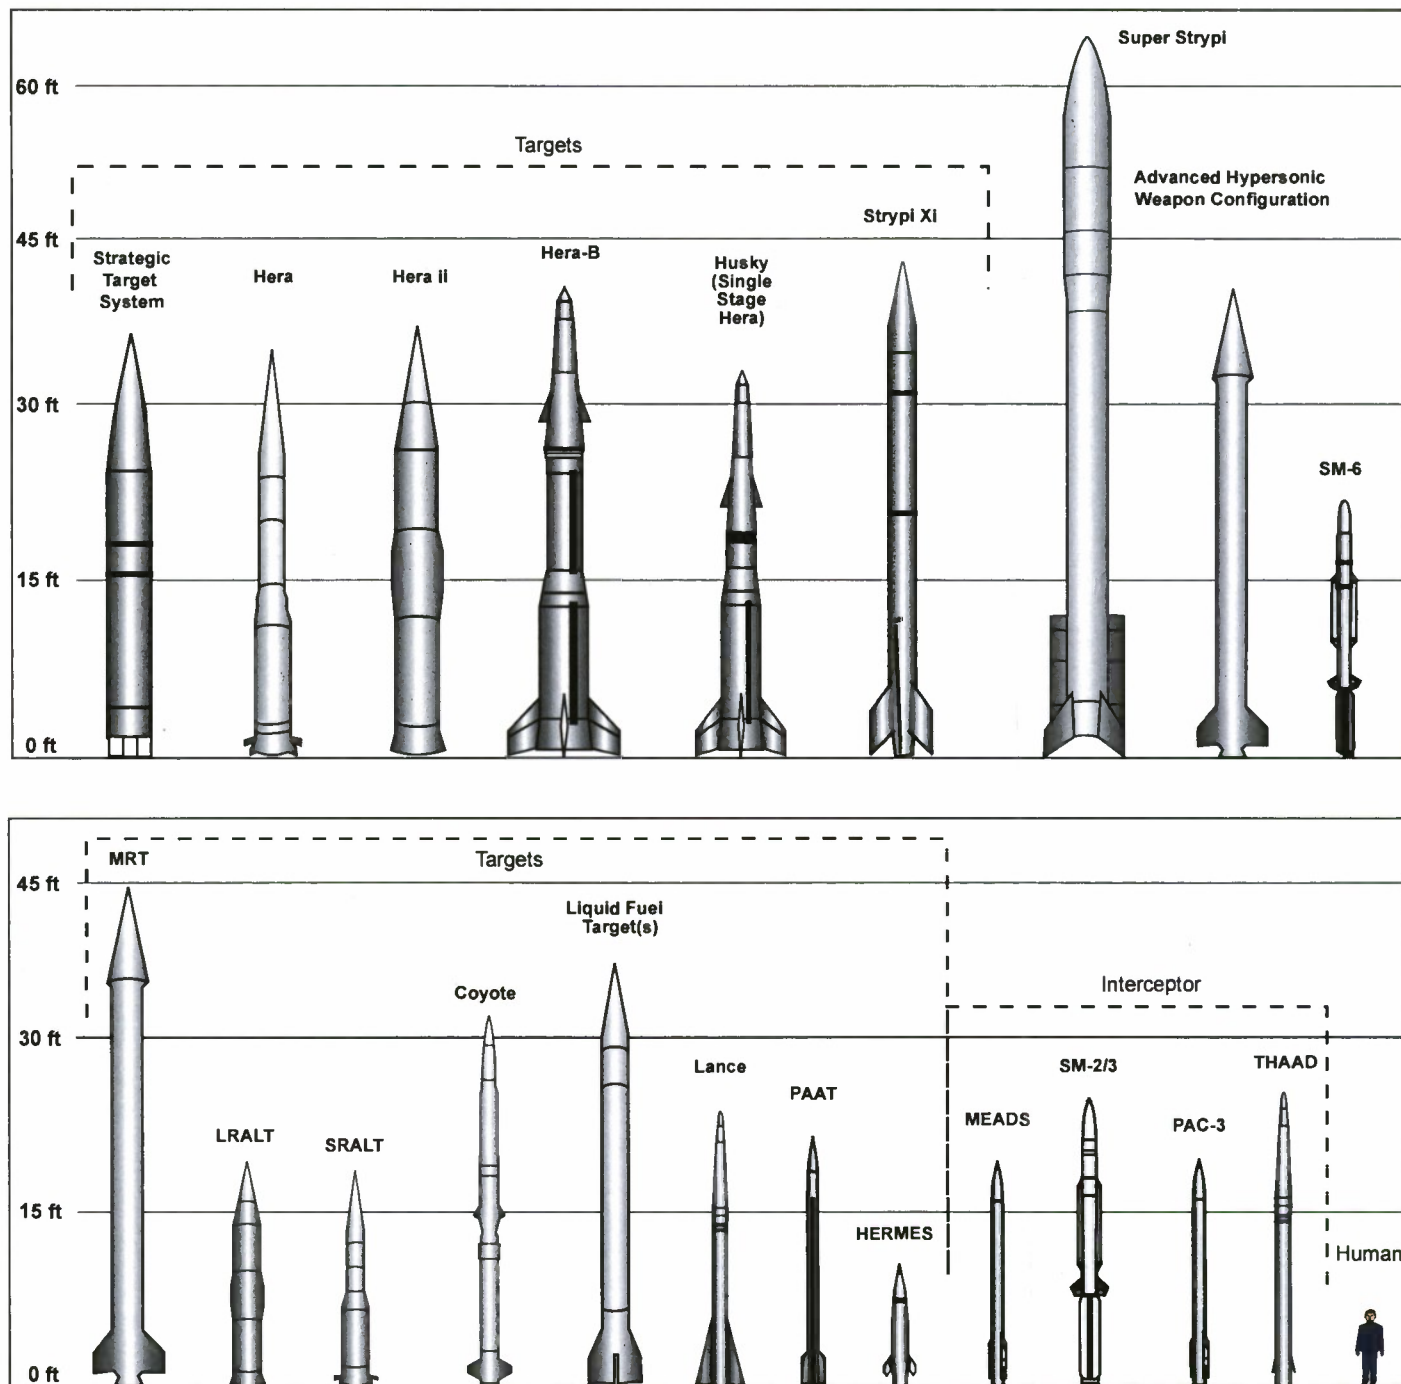 Super Strypi
60 ft
Targets
Advanced Hypersonic
Weapon Configuration
Strypi Xi
45 ft
Strategic
Target
System
Hera
Hera ii
Hera-B
Husky
(Single
Stage
Hera)
30 ft
SM-6
15 ft
0 ft
MRT
Targets
45 ft
Liquid Fuel
Target(s)
Coyote
Interceptor
30 ft
Lance
PAAT
MEADS
SM-2/3
PAC-3
THAAD
LRALT
SRALT
15 ft
HERMES
Human
0 ft